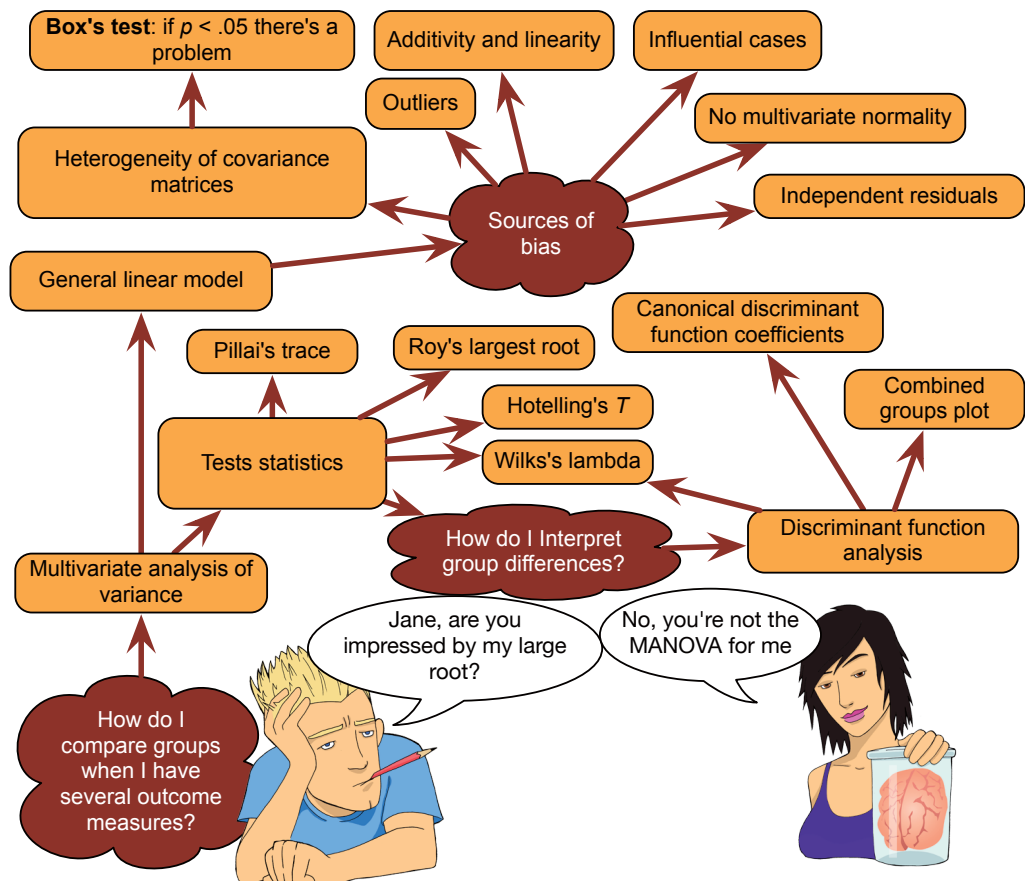 Box's test: if p < .05 there's a
problem
Additivity and linearity
Influential cases
Outliers
No multivariate normality
Heterogeneity of covariance
matrices
Independent residuals
Sources of
bias
General linear model
Canonical discriminant
function coefficients
Pillai's trace
Roy's largest root
Combined
groups plot
Hotelling's T
Tests statistics
Wilks's lambda
How do I Interpret
group differences?
Discriminant function
analysis
Multivariate analysis of
variance
Jane, are you
impressed by my large
root?
No, you're not the
MANOVA for me
How do I
compare groups
when I have
several outcome
measures?